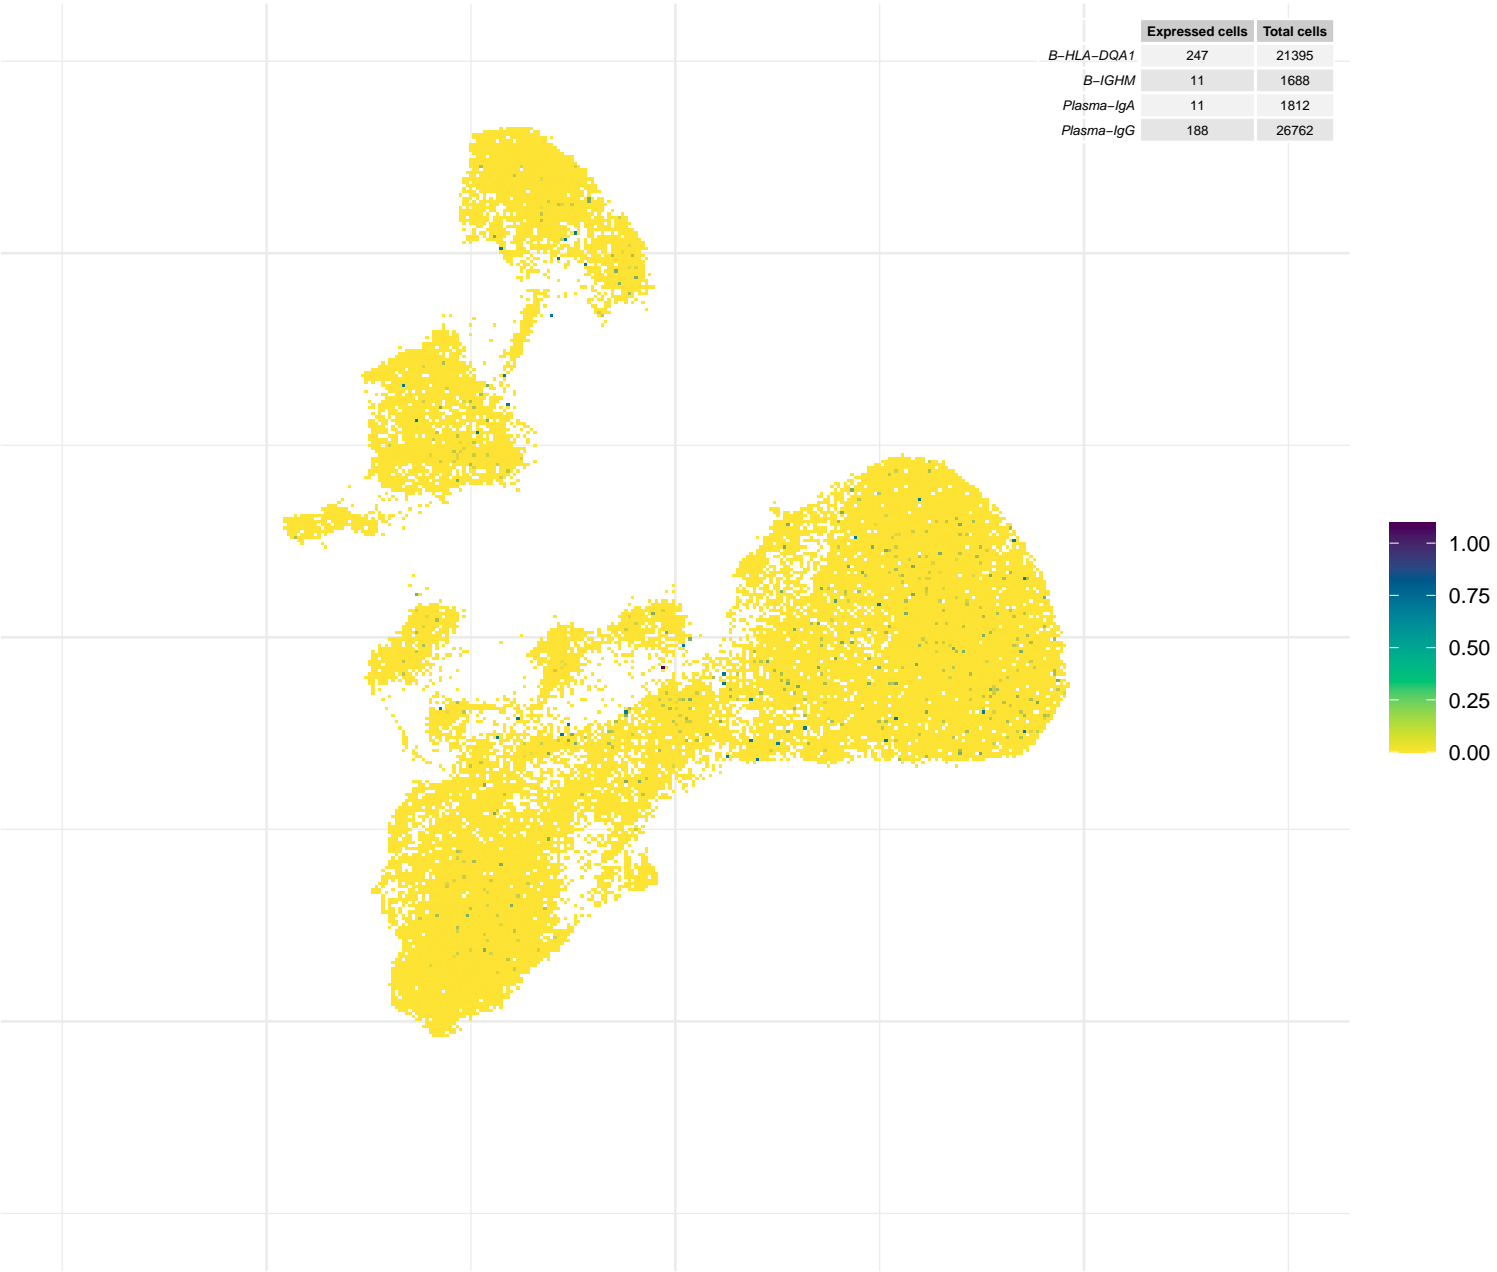 Expressed cells Total cells
B−HLA−DQA1 247 21395
B−IGHM 11 1688
Plasma−IgA 11 1812
Plasma−IgG 188 26762
1.00
0.75
0.50
0.25
0.00